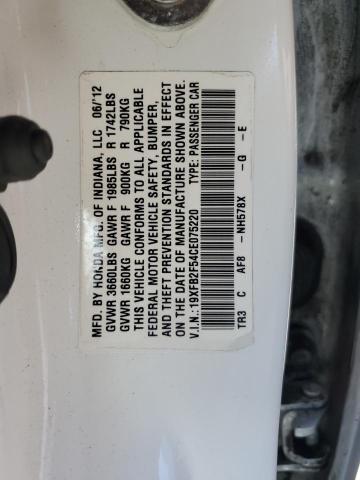 MFD. BY HONDA MFG. OF INDIANA, LLC 06/'12
GVWR 3660LBS GAWR F 1985LBS R 1742LBS
GVWR 1660KG GAWR F 900KG R 790KG
THIS VEHICLE CONFORMS TO ALL APPLICABLE
FEDERAL MOTOR VEHICLE SAFETY, BUMPER,
AND THEFT PREVENTION STANDARDS IN EFFECT
ON THE DATE OF MANUFACTURE SHOWN ABOVE.
V.I.N.: 19XFB2F54CE075220 TYPE: PASSENGER CAR
TR3 C AF8 -NH578X -G -E